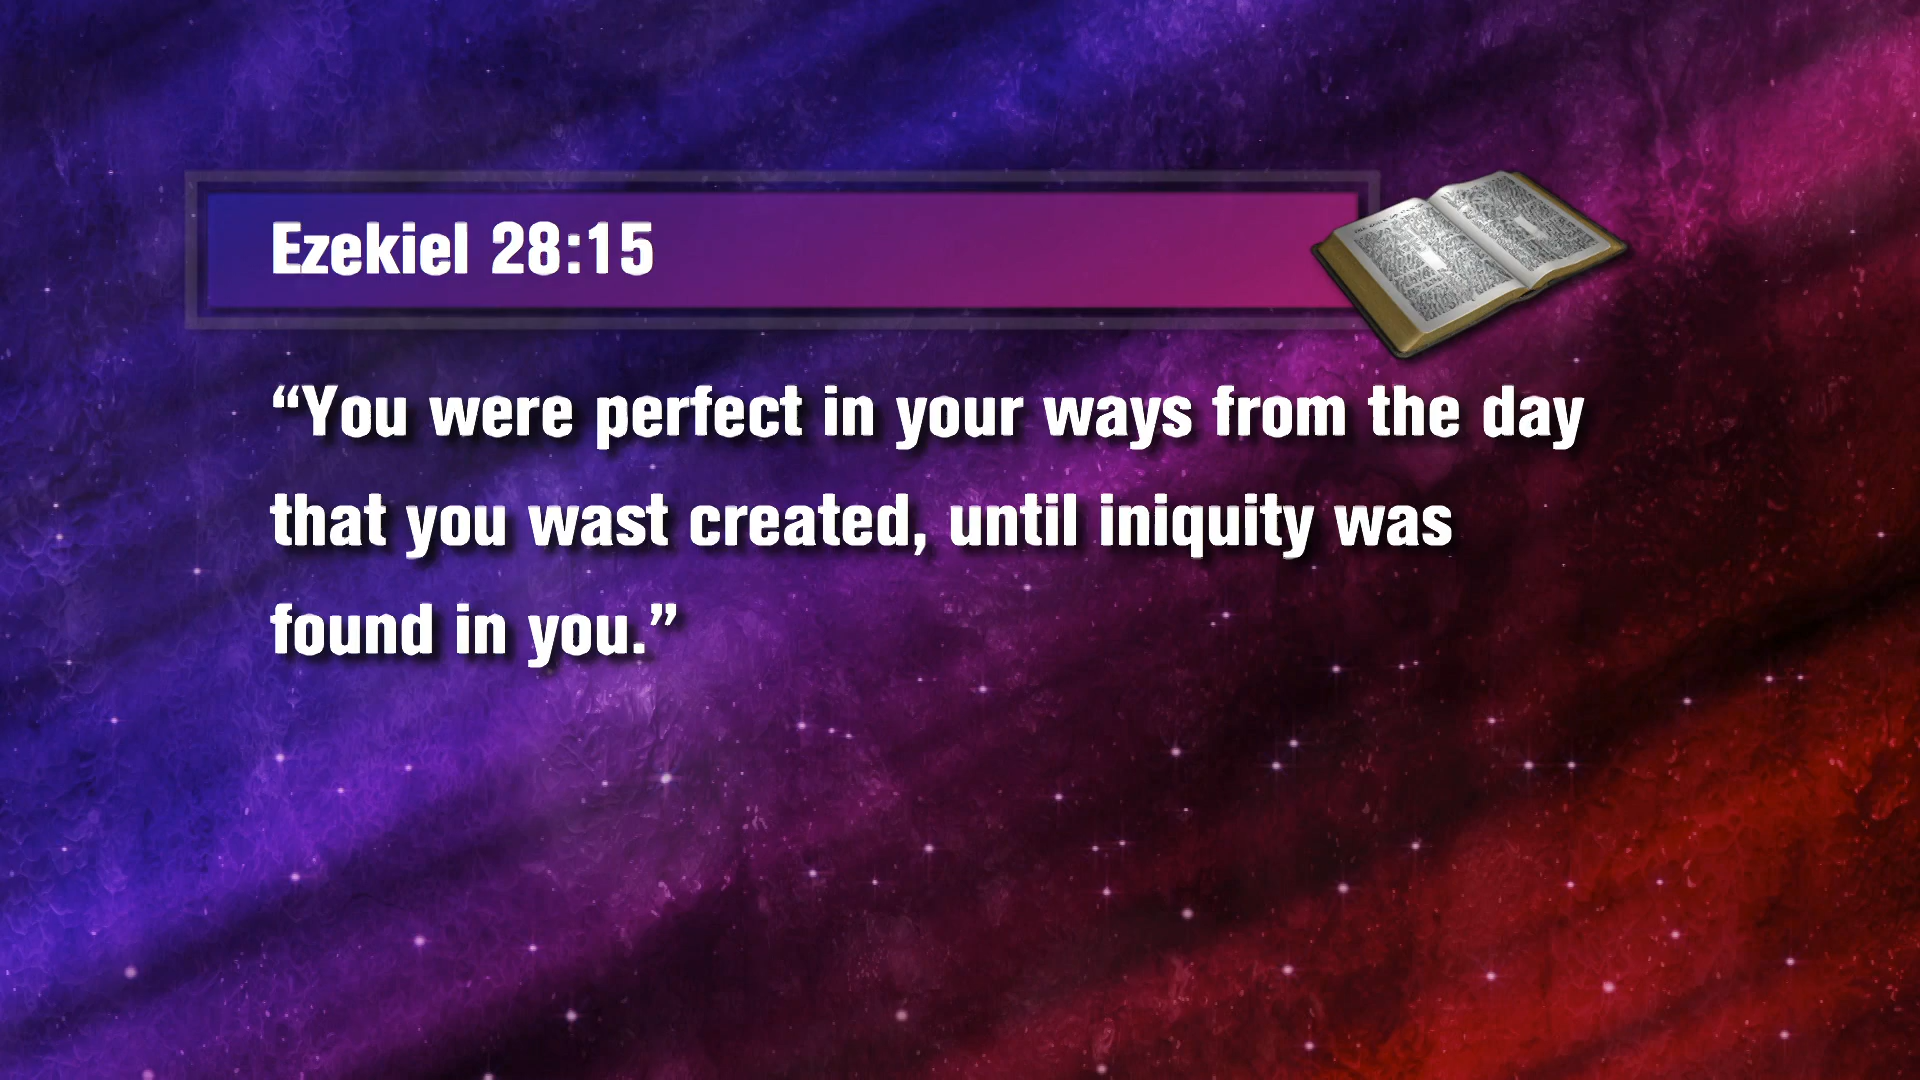 Ezekiel 28:15
“You were perfect in your ways from the day
that you wast created, until iniquity was
found in you.”